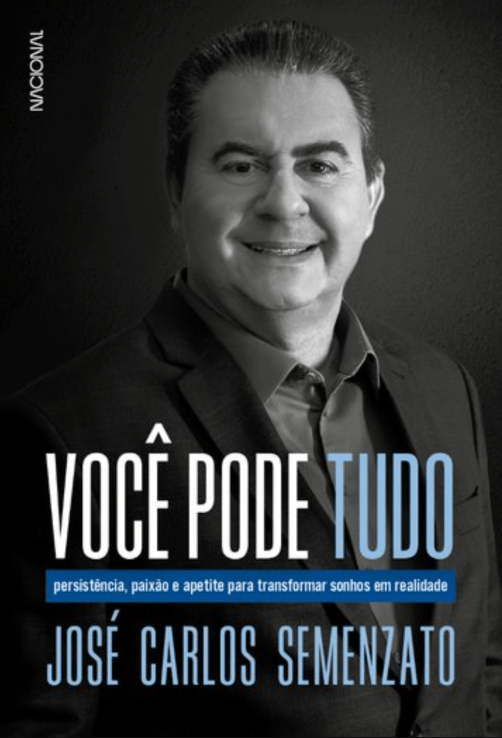 NACIONAL
VOCÊ PODE TUDO
persistência, paixão e apetite para transformar sonhos em realidade
JOSÉ CARLOS SEMENZATO